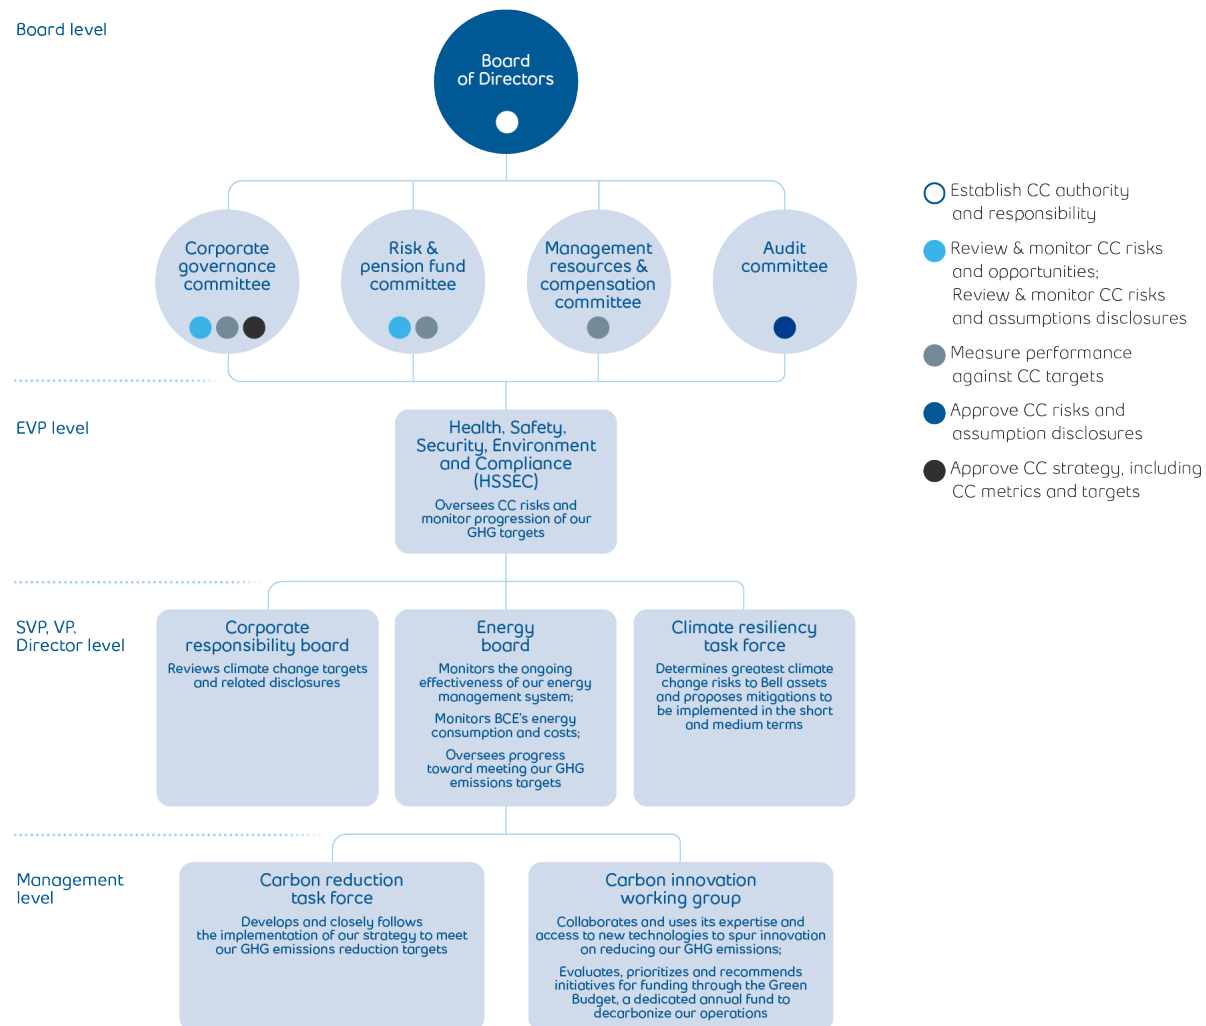 Board level
Board
of Directors
Corporate
governance
committee
Risk &
pension fund
committee
Management
resources &
compensation
committee
Audit
committee
Establish CC authority
and responsibility
Review & monitor CC risks
and opportunities;
Review & monitor CC risks
and assumptions disclosures
Measure performance
against CC targets
Approve CC risks and
assumption disclosures
Approve CC strategy, including
CC metrics and targets
EVP level
Health, Safety,
Security, Environment
and Compliance
(HSSEC)
Oversees CC risks and
monitor progression of our
GHG targets
SVP, VP,
Director level
Corporate
responsibility board
Reviews climate change targets
and related disclosures
Energy
board
Monitors the ongoing
effectiveness of our energy
management system;
Monitors BCE's energy
consumption and costs;
Oversees progress
toward meeting our GHG
emissions targets
Climate resiliency
task force
Determines greatest climate
change risks to Bell assets
and proposes mitigations to
be implemented in the short
and medium terms
Management
level
Carbon reduction
task force
Develops and closely follows
the implementation of our strategy to meet
our GHG emissions reduction targets
Carbon innovation
working group
Collaborates and uses its expertise and
access to new technologies to spur innovation
on reducing our GHG emissions;
Evaluates, prioritizes and recommends
initiatives for funding through the Green
Budget, a dedicated annual fund to
decarbonize our operations